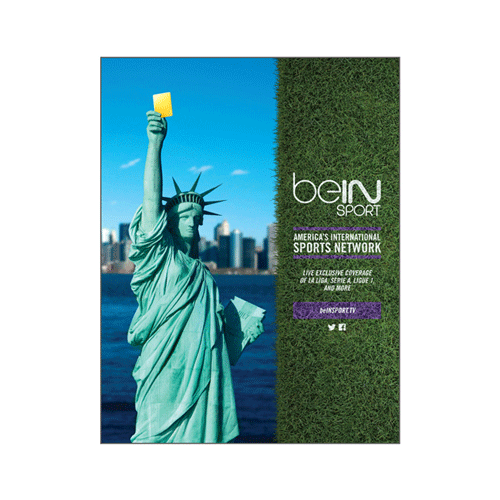 beIN
SPORT
AMERICA'S INTERNATIONAL
SPORTS NETWORK
LIVE EXCLUSIVE COVERAGE
OF LA LIGA, SERIE A, LIGUE 1,
AND MORE
beINSPORT.TV